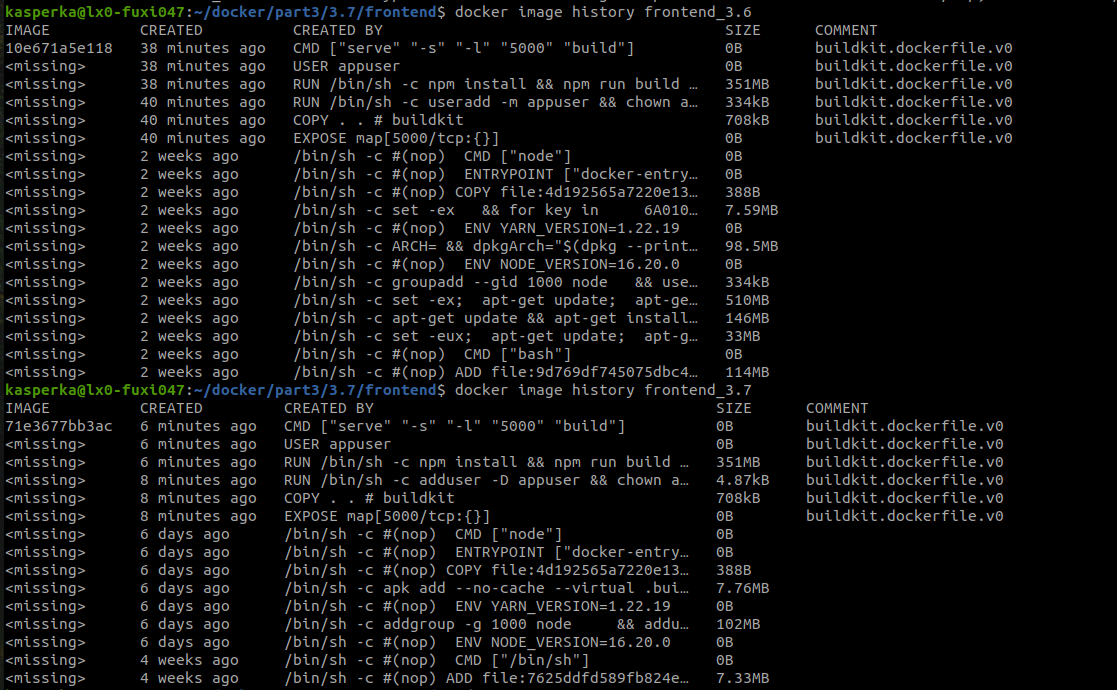 kasperka@lx0-fuxi047:~/docker/part3/3.7/frontend$ docker image history frontend_3.6
IMAGE CREATED CREATED BY SIZE COMMENT
10e671a5e118 38 minutes ago CMD ["serve" "-s" "-l" "5000" "build"] 0B buildkit.dockerfile.v0
<missing> 38 minutes ago USER appuser 0B buildkit.dockerfile.v0
<missing> 38 minutes ago RUN /bin/sh -c npm install && npm run build … 351MB buildkit.dockerfile.v0
<missing> 40 minutes ago RUN /bin/sh -c useradd -m appuser && chown a… 334kB buildkit.dockerfile.v0
<missing> 40 minutes ago COPY . . # buildkit 708kB buildkit.dockerfile.v0
<missing> 40 minutes ago EXPOSE map[5000/tcp:{}] 0B buildkit.dockerfile.v0
<missing> 2 weeks ago /bin/sh -c #(nop) CMD ["node"] 0B
<missing> 2 weeks ago /bin/sh -c #(nop) ENTRYPOINT ["docker-entry… 0B
<missing> 2 weeks ago /bin/sh -c #(nop) COPY file:4d192565a7220e13… 388B
<missing> 2 weeks ago /bin/sh -c set -ex && for key in 6A010… 7.59MB
<missing> 2 weeks ago /bin/sh -c #(nop) ENV YARN_VERSION=1.22.19 0B
<missing> 2 weeks ago /bin/sh -c ARCH= && dpkgArch="$(dpkg --print… 98.5MB
<missing> 2 weeks ago /bin/sh -c #(nop) ENV NODE_VERSION=16.20.0 0B
<missing> 2 weeks ago /bin/sh -c groupadd --gid 1000 node && use… 334kB
<missing> 2 weeks ago /bin/sh -c set -ex; apt-get update; apt-ge… 510MB
<missing> 2 weeks ago /bin/sh -c apt-get update && apt-get install… 146MB
<missing> 2 weeks ago /bin/sh -c set -eux; apt-get update; apt-g… 33MB
<missing> 2 weeks ago /bin/sh -c #(nop) CMD ["bash"] 0B
<missing> 2 weeks ago /bin/sh -c #(nop) ADD file:9d769df745075dbc4… 114MB
kasperka@lx0-fuxi047:~/docker/part3/3.7/frontend$ docker image history frontend_3.7
IMAGE CREATED CREATED BY SIZE COMMENT
71e3677bb3ac 6 minutes ago CMD ["serve" "-s" "-l" "5000" "build"] 0B buildkit.dockerfile.v0
<missing> 6 minutes ago USER appuser 0B buildkit.dockerfile.v0
<missing> 6 minutes ago RUN /bin/sh -c npm install && npm run build … 351MB buildkit.dockerfile.v0
<missing> 8 minutes ago RUN /bin/sh -c adduser -D appuser && chown a… 4.87kB buildkit.dockerfile.v0
<missing> 8 minutes ago COPY . . # buildkit 708kB buildkit.dockerfile.v0
<missing> 8 minutes ago EXPOSE map[5000/tcp:{}] 0B buildkit.dockerfile.v0
<missing> 6 days ago /bin/sh -c #(nop) CMD ["node"] 0B
<missing> 6 days ago /bin/sh -c #(nop) ENTRYPOINT ["docker-entry… 0B
<missing> 6 days ago /bin/sh -c #(nop) COPY file:4d192565a7220e13… 388B
<missing> 6 days ago /bin/sh -c apk add --no-cache --virtual .bui… 7.76MB
<missing> 6 days ago /bin/sh -c #(nop) ENV YARN_VERSION=1.22.19 0B
<missing> 6 days ago /bin/sh -c addgroup -g 1000 node && addu… 102MB
<missing> 6 days ago /bin/sh -c #(nop) ENV NODE_VERSION=16.20.0 0B
<missing> 4 weeks ago /bin/sh -c #(nop) CMD ["/bin/sh"] 0B
<missing> 4 weeks ago /bin/sh -c #(nop) ADD file:7625ddfd589fb824e… 7.33MB